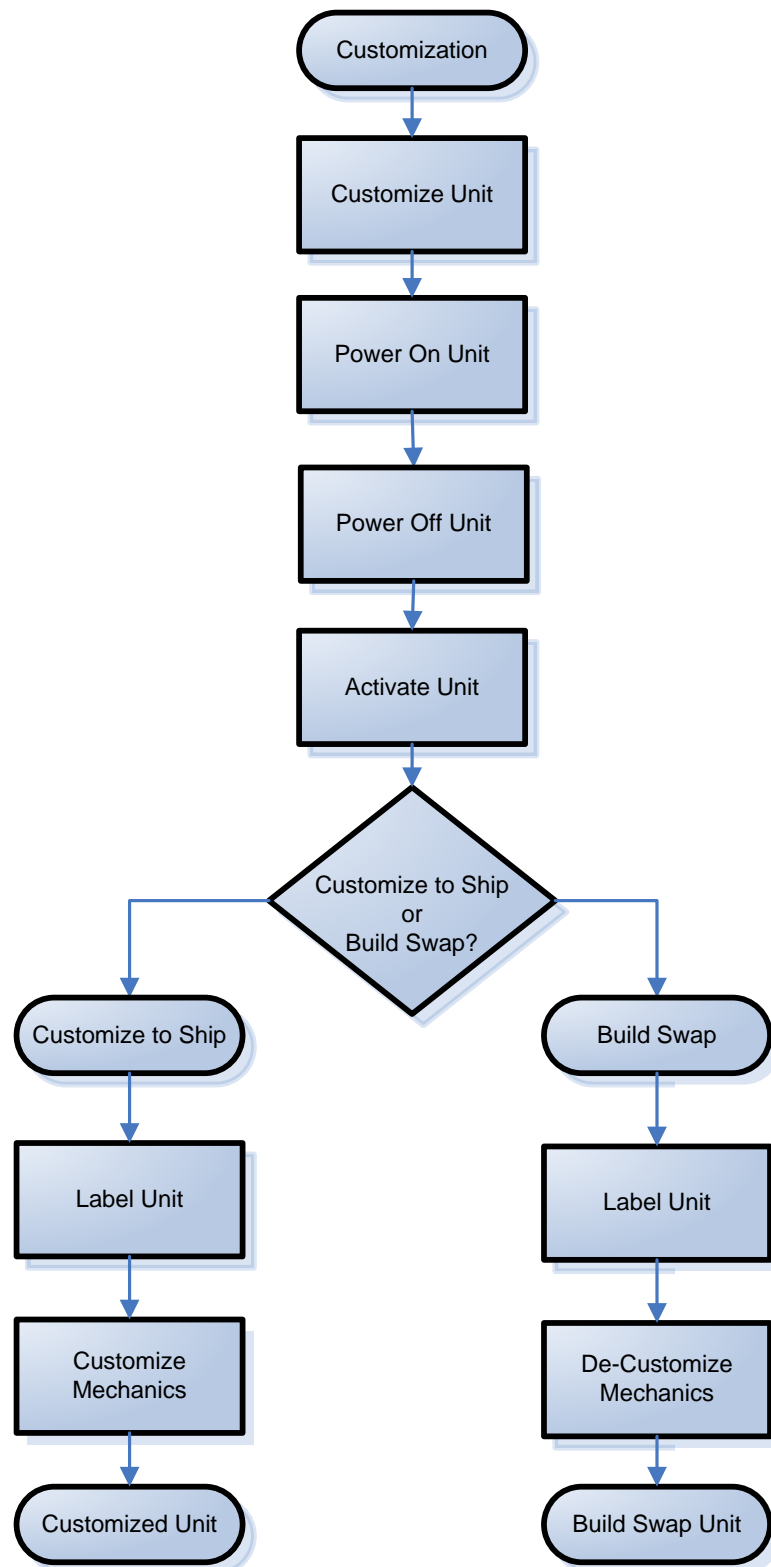 Customization
Customize Unit
Power On Unit
Power Off Unit
Activate Unit
Customize to Ship
or
Build Swap?
Customize to Ship
Build Swap
Label Unit
Label Unit
Customize
Mechanics
De-Customize
Mechanics
Customized Unit
Build Swap Unit